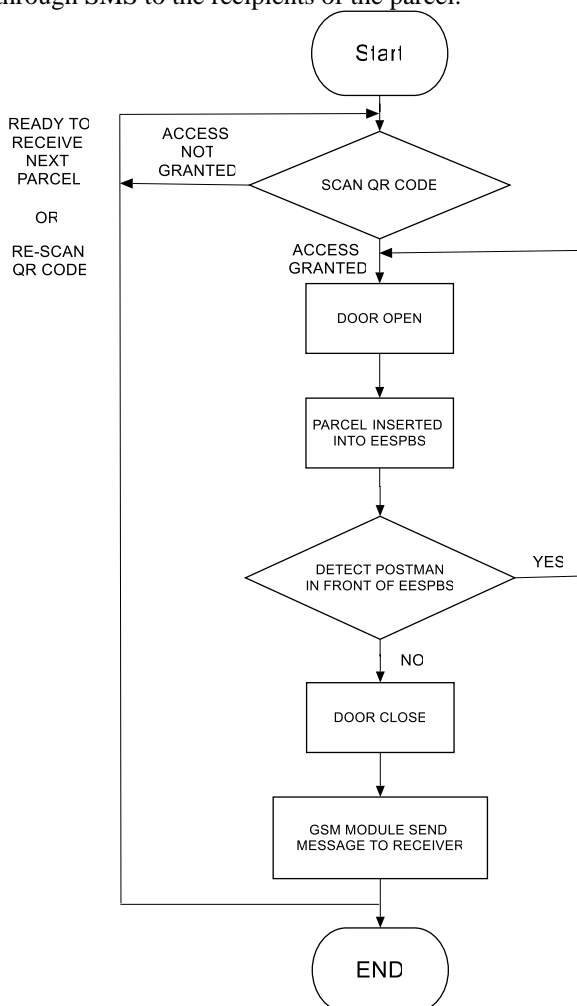 through SMS to the recipients of the parcel.
Start
READY TO
RECEIVE
NEXT
PARCEL
OR
RE-SCAN
QR CODE
ACCESS
NOT
GRANTED
SCAN QR CODE
ACCESS
GRANTED
DOOR OPEN
PARCEL INSERTED
INTO EESPBS
DETECT POSTMAN
IN FRONT OF EESPBS
YES
NO
DOOR CLOSE
GSM MODULE SEND
MESSAGE TO RECEIVER
END